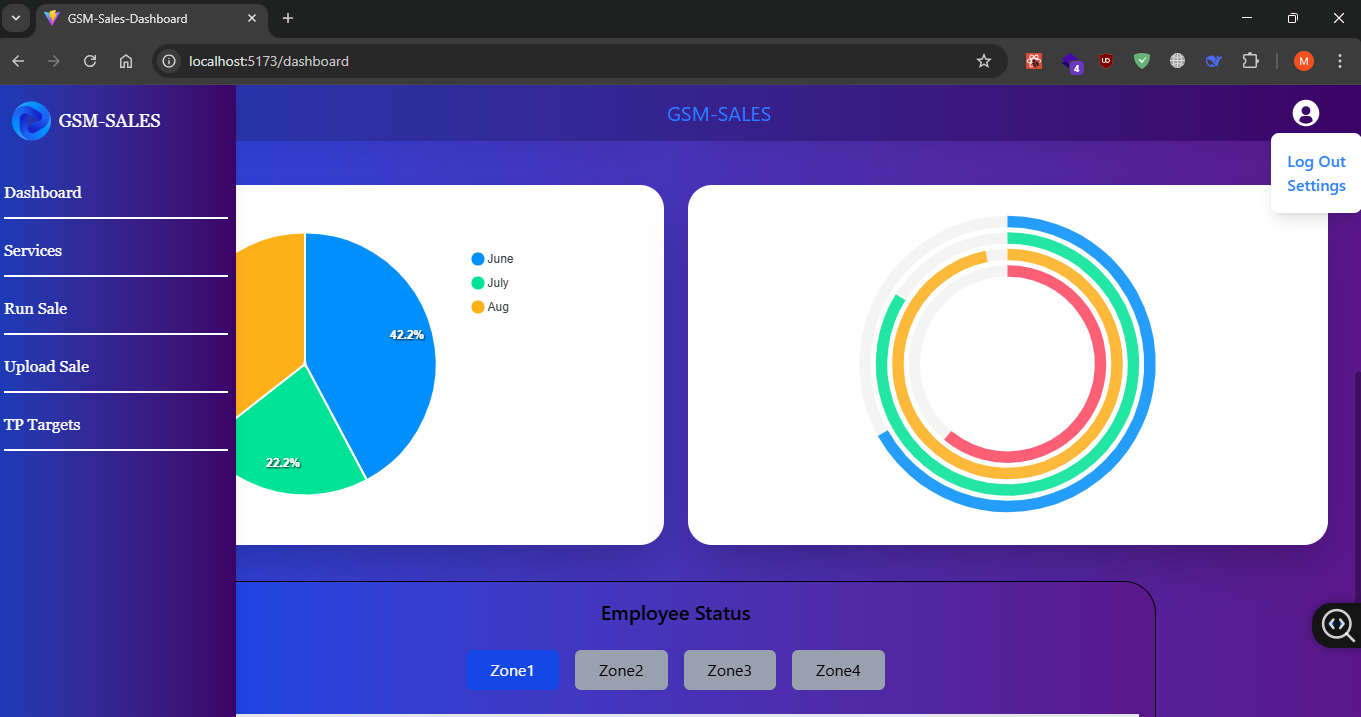 GSM-Sales-Dashboard
localhost:5173/dashboard
4
UD
M
GSM-SALES
GSM-SALES
Log Out
Settings
Dashboard
Services
Run Sale
Upload Sale
TP Targets
June
July
Aug
42.2%
22.2%
Employee Status
Zone1 Zone2 Zone3 Zone4